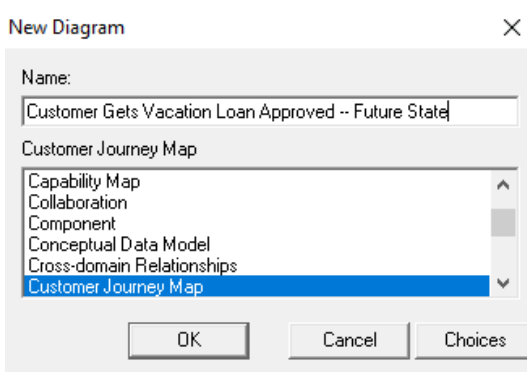 New Diagram
Name:
Customer Gets Vacation Loan Approved -- Future State
Customer Journey Map
Capability Map
Collaboration
Component
Conceptual Data Model
Cross-domain Relationships
Customer Journey Map
OK Cancel Choices